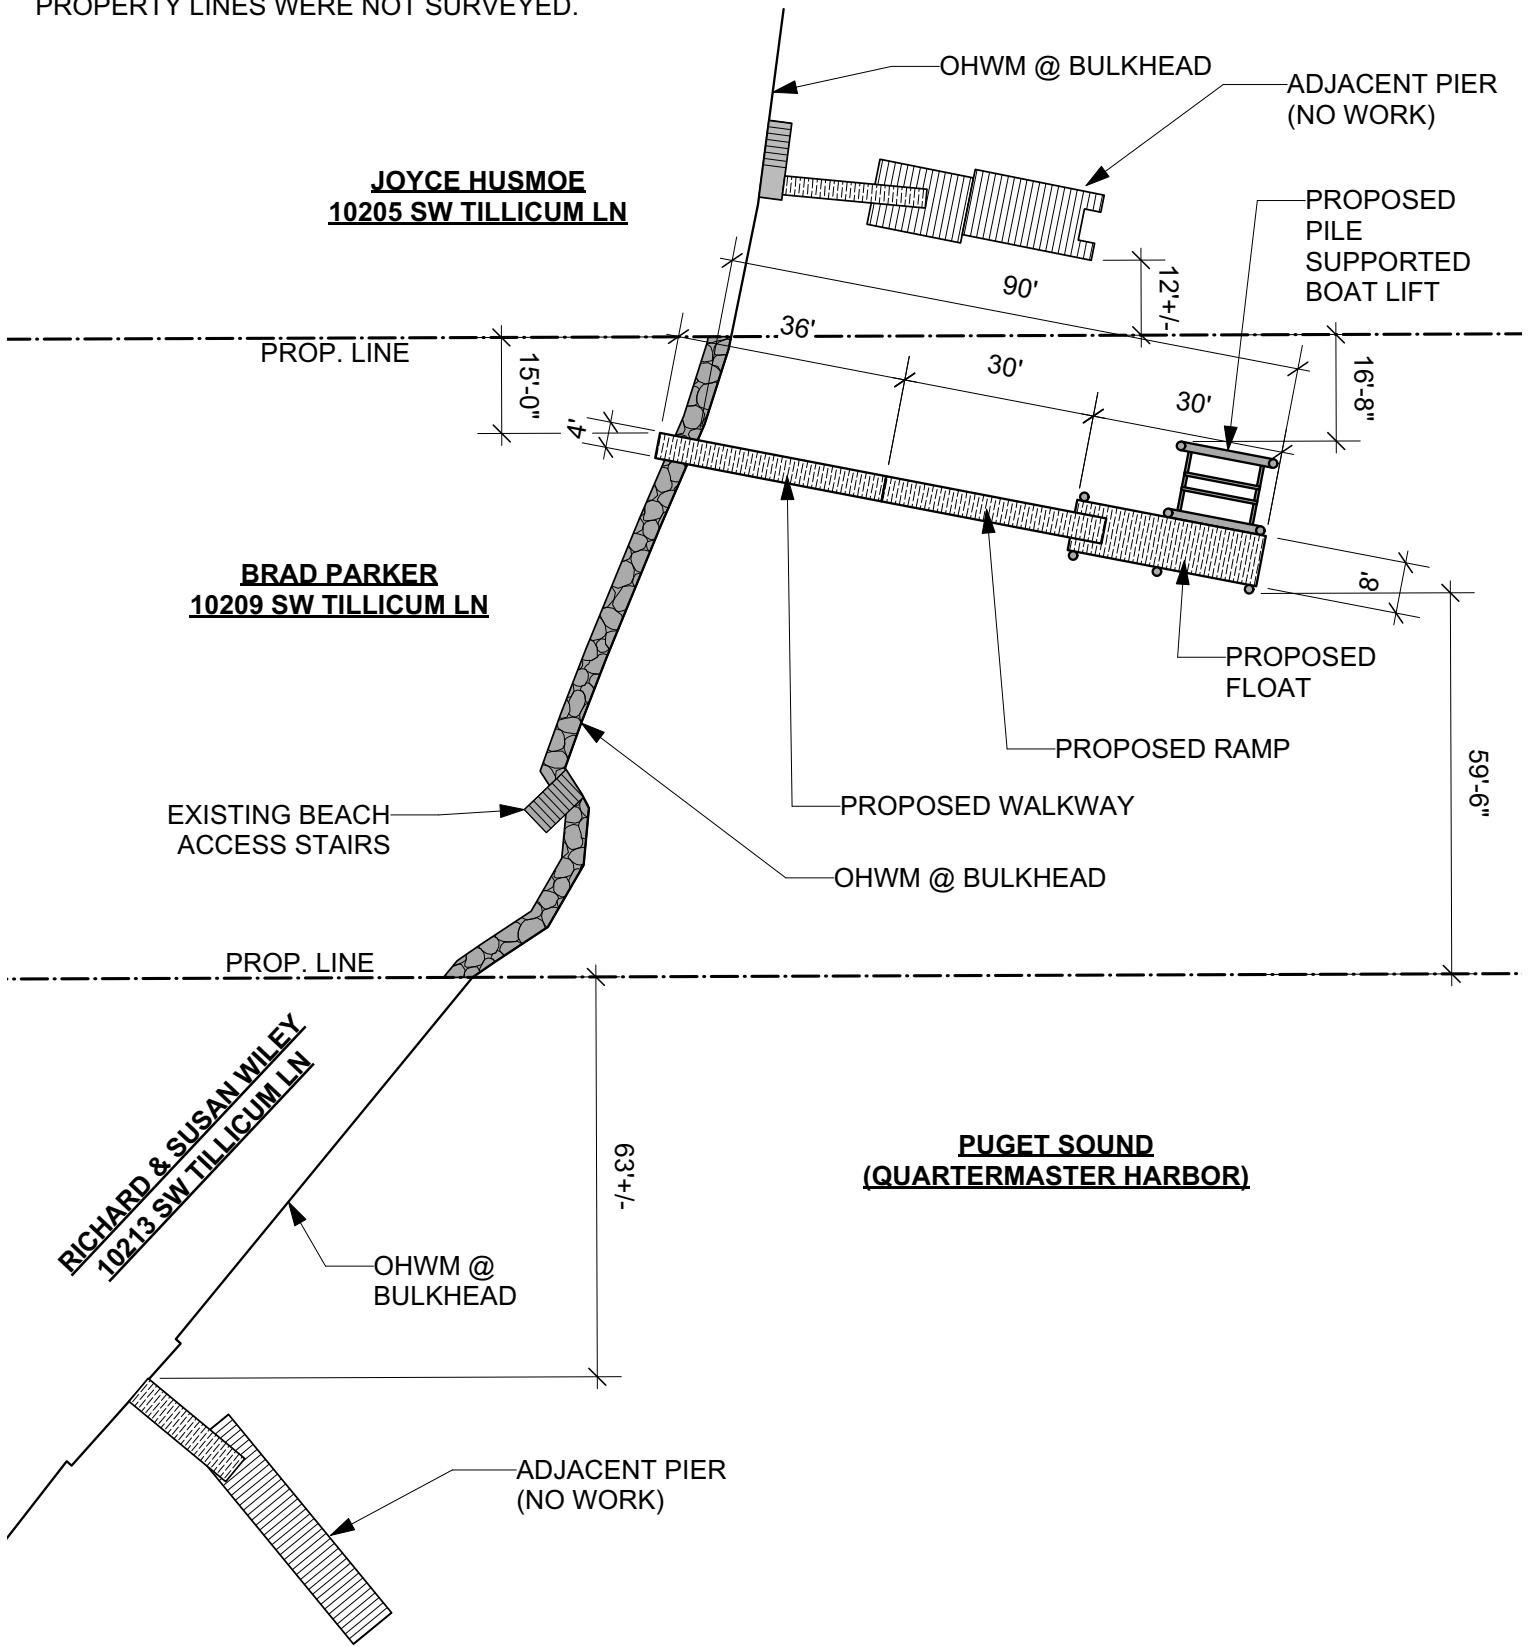 PROPERTY LINES WERE NOT SURVEYED.
OHWM @ BULKHEAD
ADJACENT PIER
(NO WORK)
JOYCE HUSMOE
10205 SW TILLICUM LN
PROPOSED
PILE
SUPPORTED
BOAT LIFT
12'+/-
90'
36'
PROP. LINE
15'-0"
30'
16'-8"
30'
4'
BRAD PARKER
10209 SW TILLICUM LN
8'
PROPOSED
FLOAT
PROPOSED RAMP
59'-6"
EXISTING BEACH
ACCESS STAIRS
PROPOSED WALKWAY
OHWM @ BULKHEAD
PROP. LINE
RICHARD & SUSAN WILEY
10213 SW TILLICUM LN
63'+/-
PUGET SOUND
(QUARTERMASTER HARBOR)
OHWM @
BULKHEAD
ADJACENT PIER
(NO WORK)